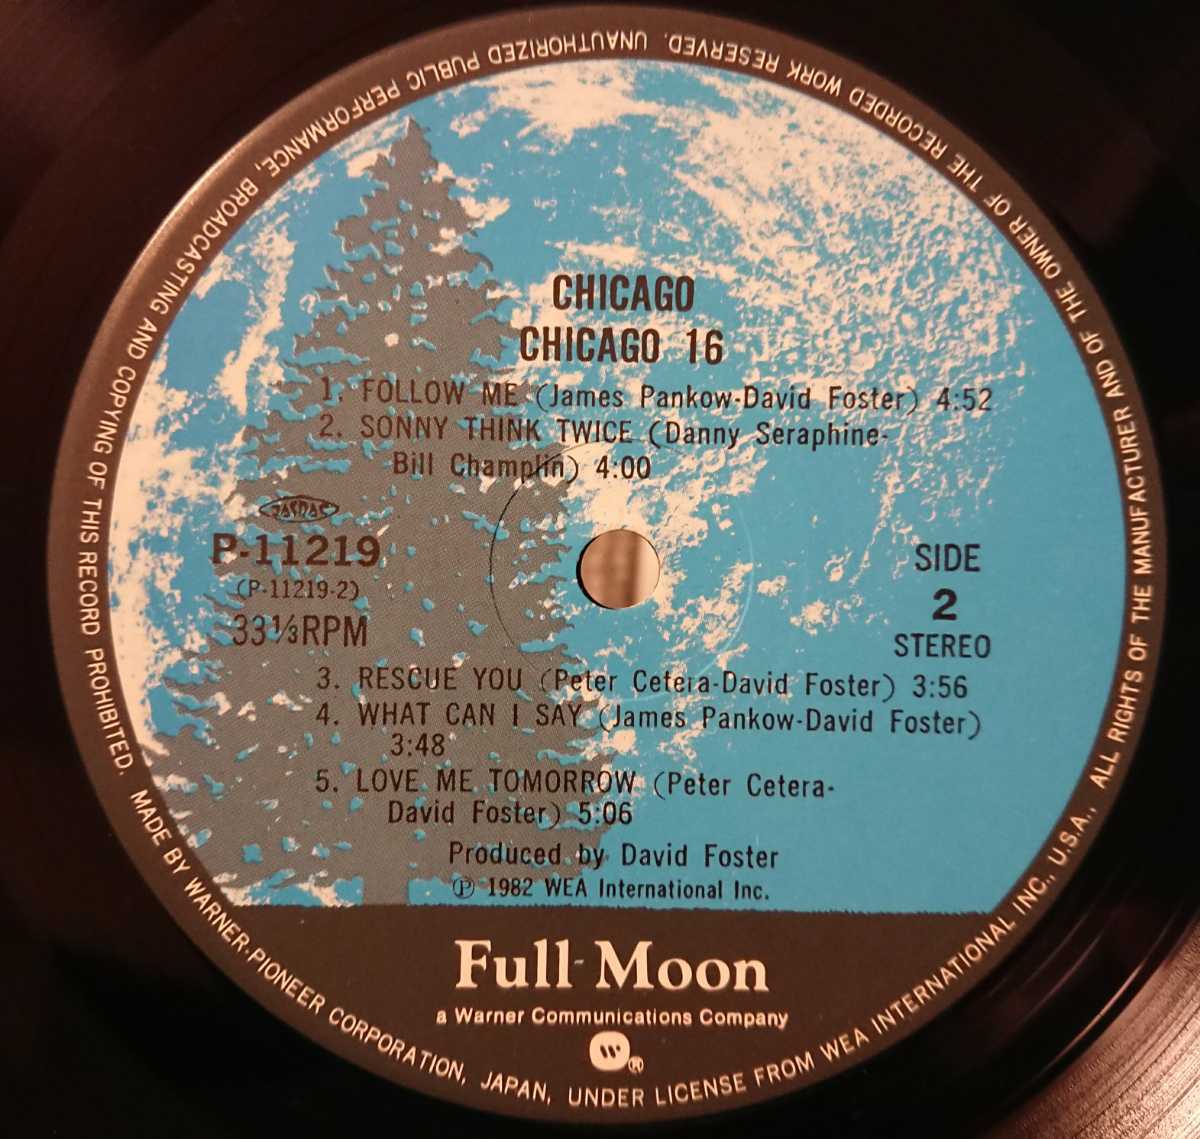 CHICAGO
CHICAGO 16
1. FOLLOW ME (James Pankow-David Foster) 4:52
2. SONNY THINK TWICE (Danny Seraphine-
Bill Champlin) 4:00
JASRAC
P-11219
(P-11219-2)
33⅓RPM
SIDE
2
STEREO
3. RESCUE YOU (Peter Cetera-David Foster) 3:56
4. WHAT CAN I SAY (James Pankow-David Foster)
3:48
5. LOVE ME TOMORROW (Peter Cetera-
David Foster) 5:06
Produced by David Foster
Ⓟ 1982 WEA International Inc.
Full-Moon
a Warner Communications Company
W®
MADE BY WARNER-PIONEER CORPORATION, JAPAN, UNDER LICENSE FROM WEA INTERNATIONAL INC., U.S.A., ALL RIGHTS OF THE MANUFACTURER AND OF THE OWNER OF THE RECORDED WORK RESERVED. UNAUTHORIZED PUBLIC PERFORMANCE, BROADCASTING AND COPYING OF THIS RECORD PROHIBITED.